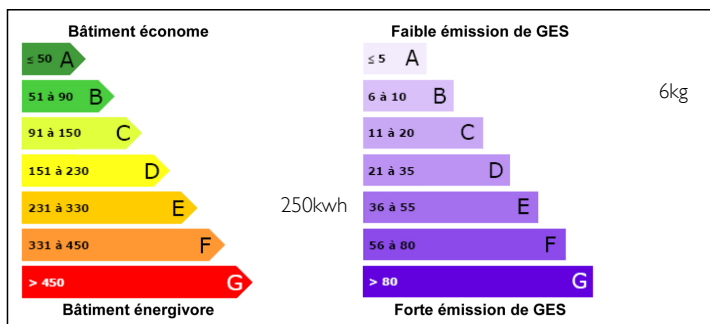 Bâtiment économe
≤ 50 A
51 à 90 B
91 à 150 C
151 à 230 D
231 à 330 E
250kwh
331 à 450 F
> 450 G
Bâtiment énergivore
Faible émission de GES
≤ 5 A
6 à 10 B
6kg
11 à 20 C
21 à 35 D
36 à 55 E
56 à 80 F
> 80 G
Forte émission de GES